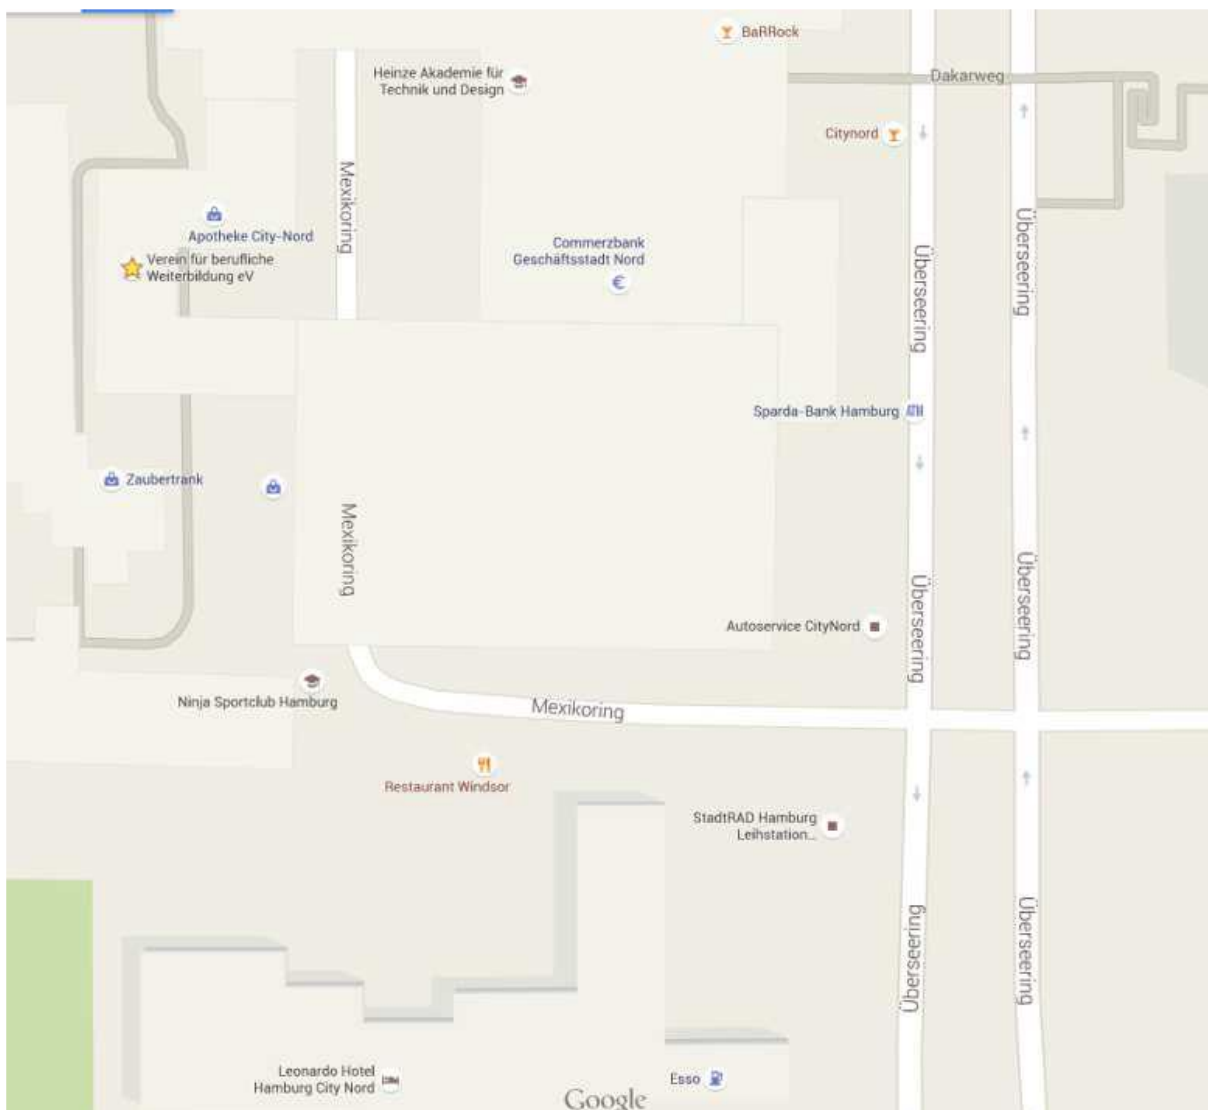 BaRRock
Heinze Akademie für
Technik und Design
Dakarweg
Citynord
Mexikoring
Apotheke City-Nord
Verein für berufliche
Weiterbildung eV
Commerzbank
Geschäftsstadt Nord
Überseering
Überseering
Sparda-Bank Hamburg
Zaubertrank
Mexikoring
Überseering
Überseering
Autoservice CityNord
Ninja Sportclub Hamburg
Mexikoring
Restaurant Windsor
StadtRAD Hamburg
Leihstation...
Überseering
Überseering
Leonardo Hotel
Hamburg City Nord
Esso
Google